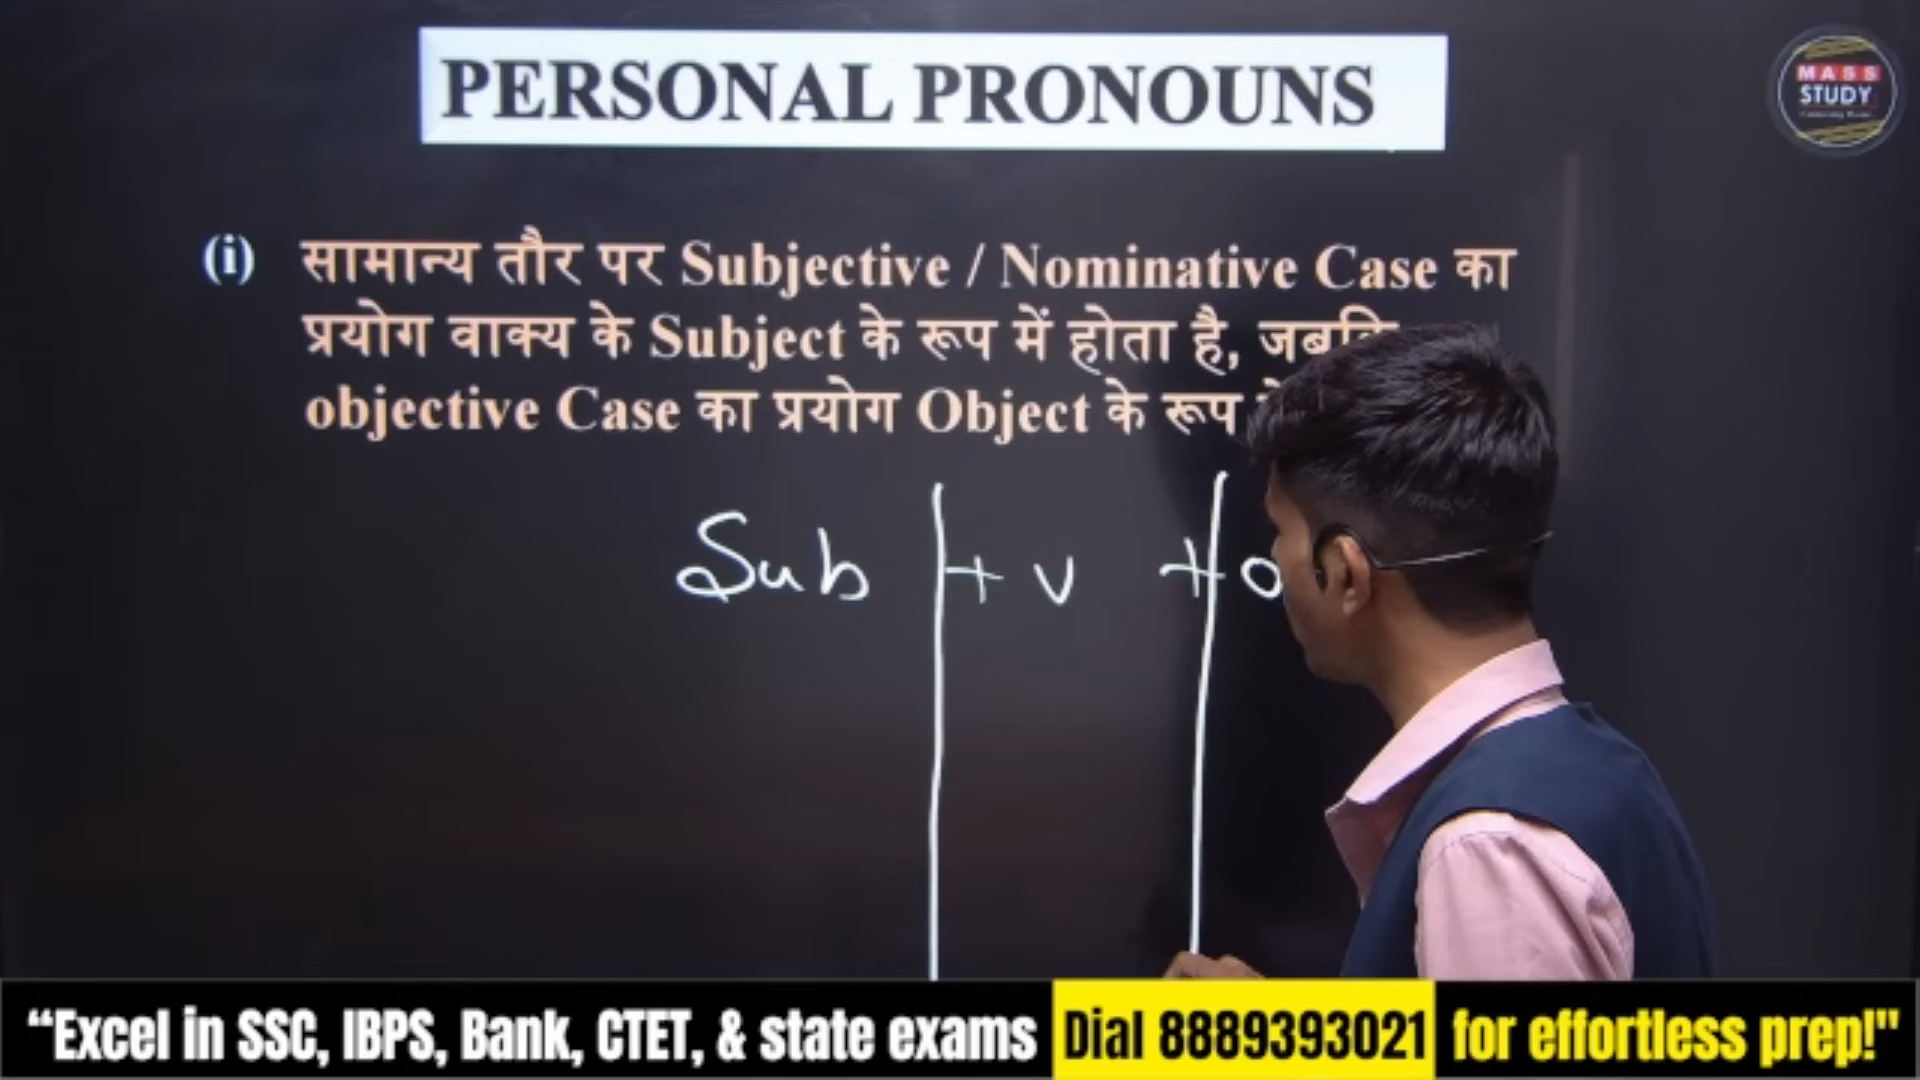 PERSONAL PRONOUNS
MASS
STUDY
(i) सामान्य तौर पर Subjective / Nominative Case का
प्रयोग वाक्य के Subject के रूप में होता है,
objective Case का प्रयोग Object के रूप
Sub + v +
"Excel in SSC, IBPS, Bank, CTET, & state exams Dial 8889393021 for effortless prep!"